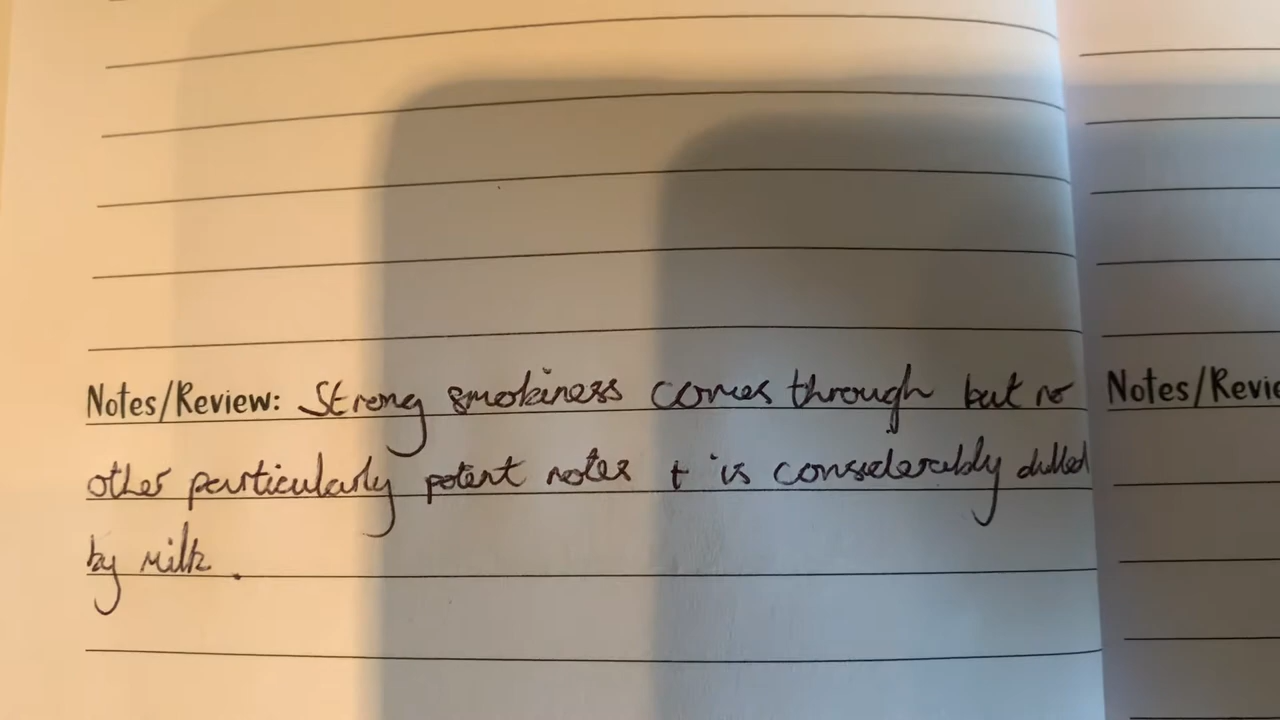 Notes/Review: Strong smokiness comes through but no
other particularly potent notes + is considerably dulled
by milk.
Notes/Revie